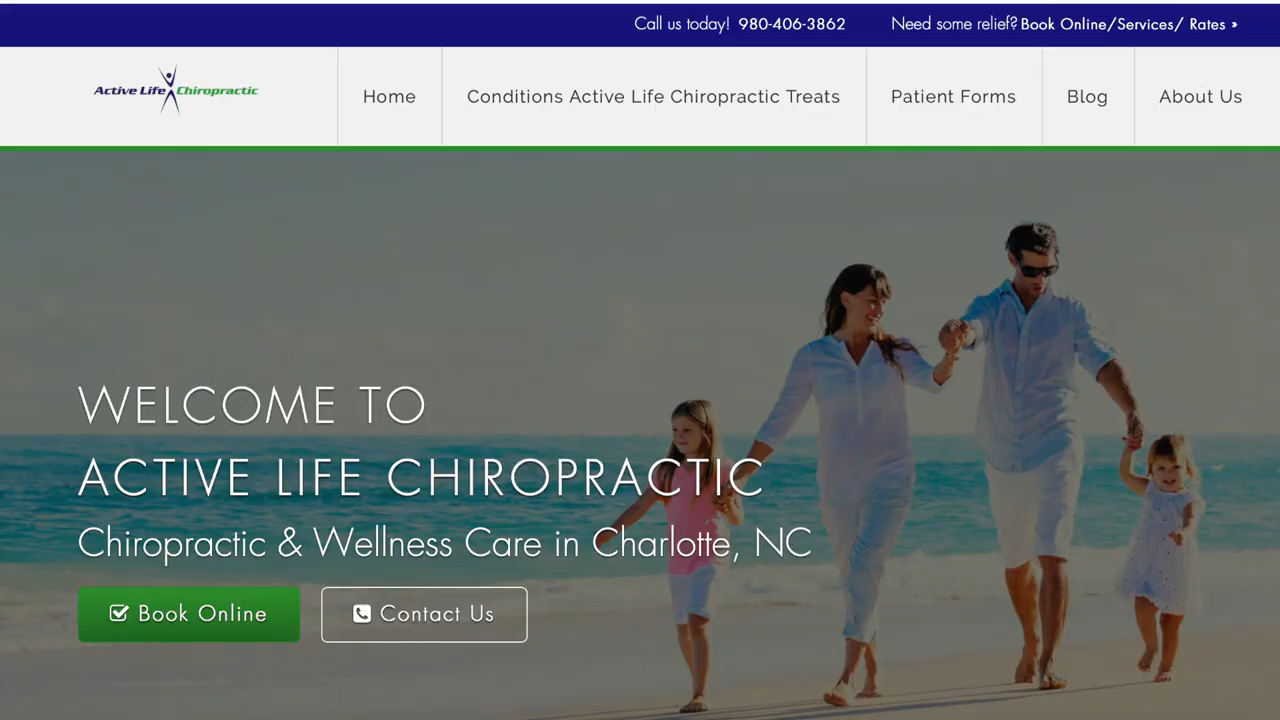 Call us today! 980-406-3862 Need some relief? Book Online/Services/ Rates »
Active Life Chiropractic
Home Conditions Active Life Chiropractic Treats Patient Forms Blog About Us
WELCOME TO
ACTIVE LIFE CHIROPRACTIC
Chiropractic & Wellness Care in Charlotte, NC
Book Online Contact Us